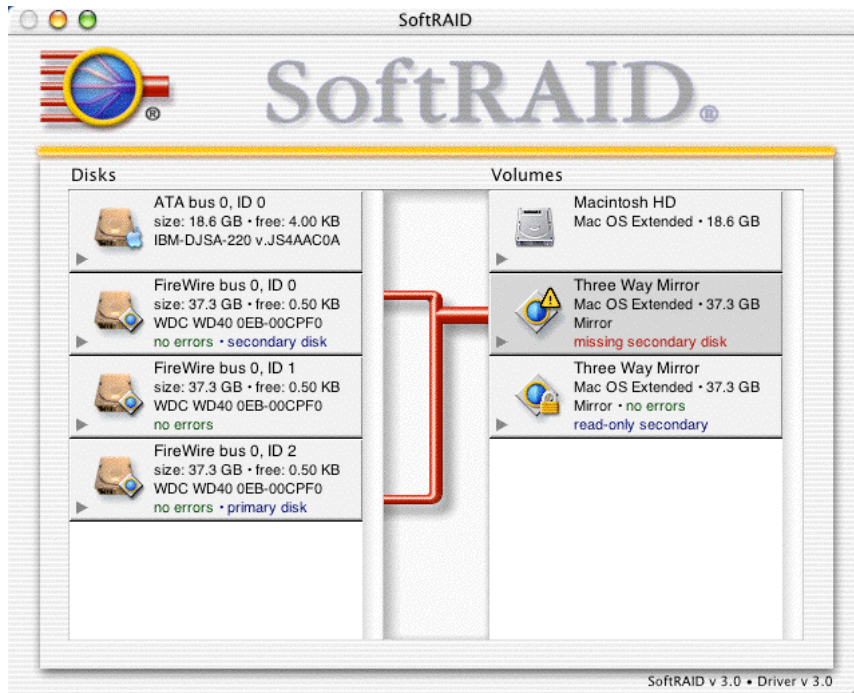 SoftRAID
®
SoftRAID®
Disks
ATA bus 0, ID 0
size: 18.6 GB • free: 4.00 KB
IBM-DJSA-220 v.JS4AAC0A
FireWire bus 0, ID 0
size: 37.3 GB • free: 0.50 KB
WDC WD40 0EB-00CPF0
no errors • secondary disk
FireWire bus 0, ID 1
size: 37.3 GB • free: 0.50 KB
WDC WD40 0EB-00CPF0
no errors
FireWire bus 0, ID 2
size: 37.3 GB • free: 0.50 KB
WDC WD40 0EB-00CPF0
no errors • primary disk
Volumes
Macintosh HD
Mac OS Extended • 18.6 GB
Three Way Mirror
Mac OS Extended • 37.3 GB
Mirror
missing secondary disk
Three Way Mirror
Mac OS Extended • 37.3 GB
Mirror • no errors
read-only secondary
SoftRAID v 3.0 • Driver v 3.0